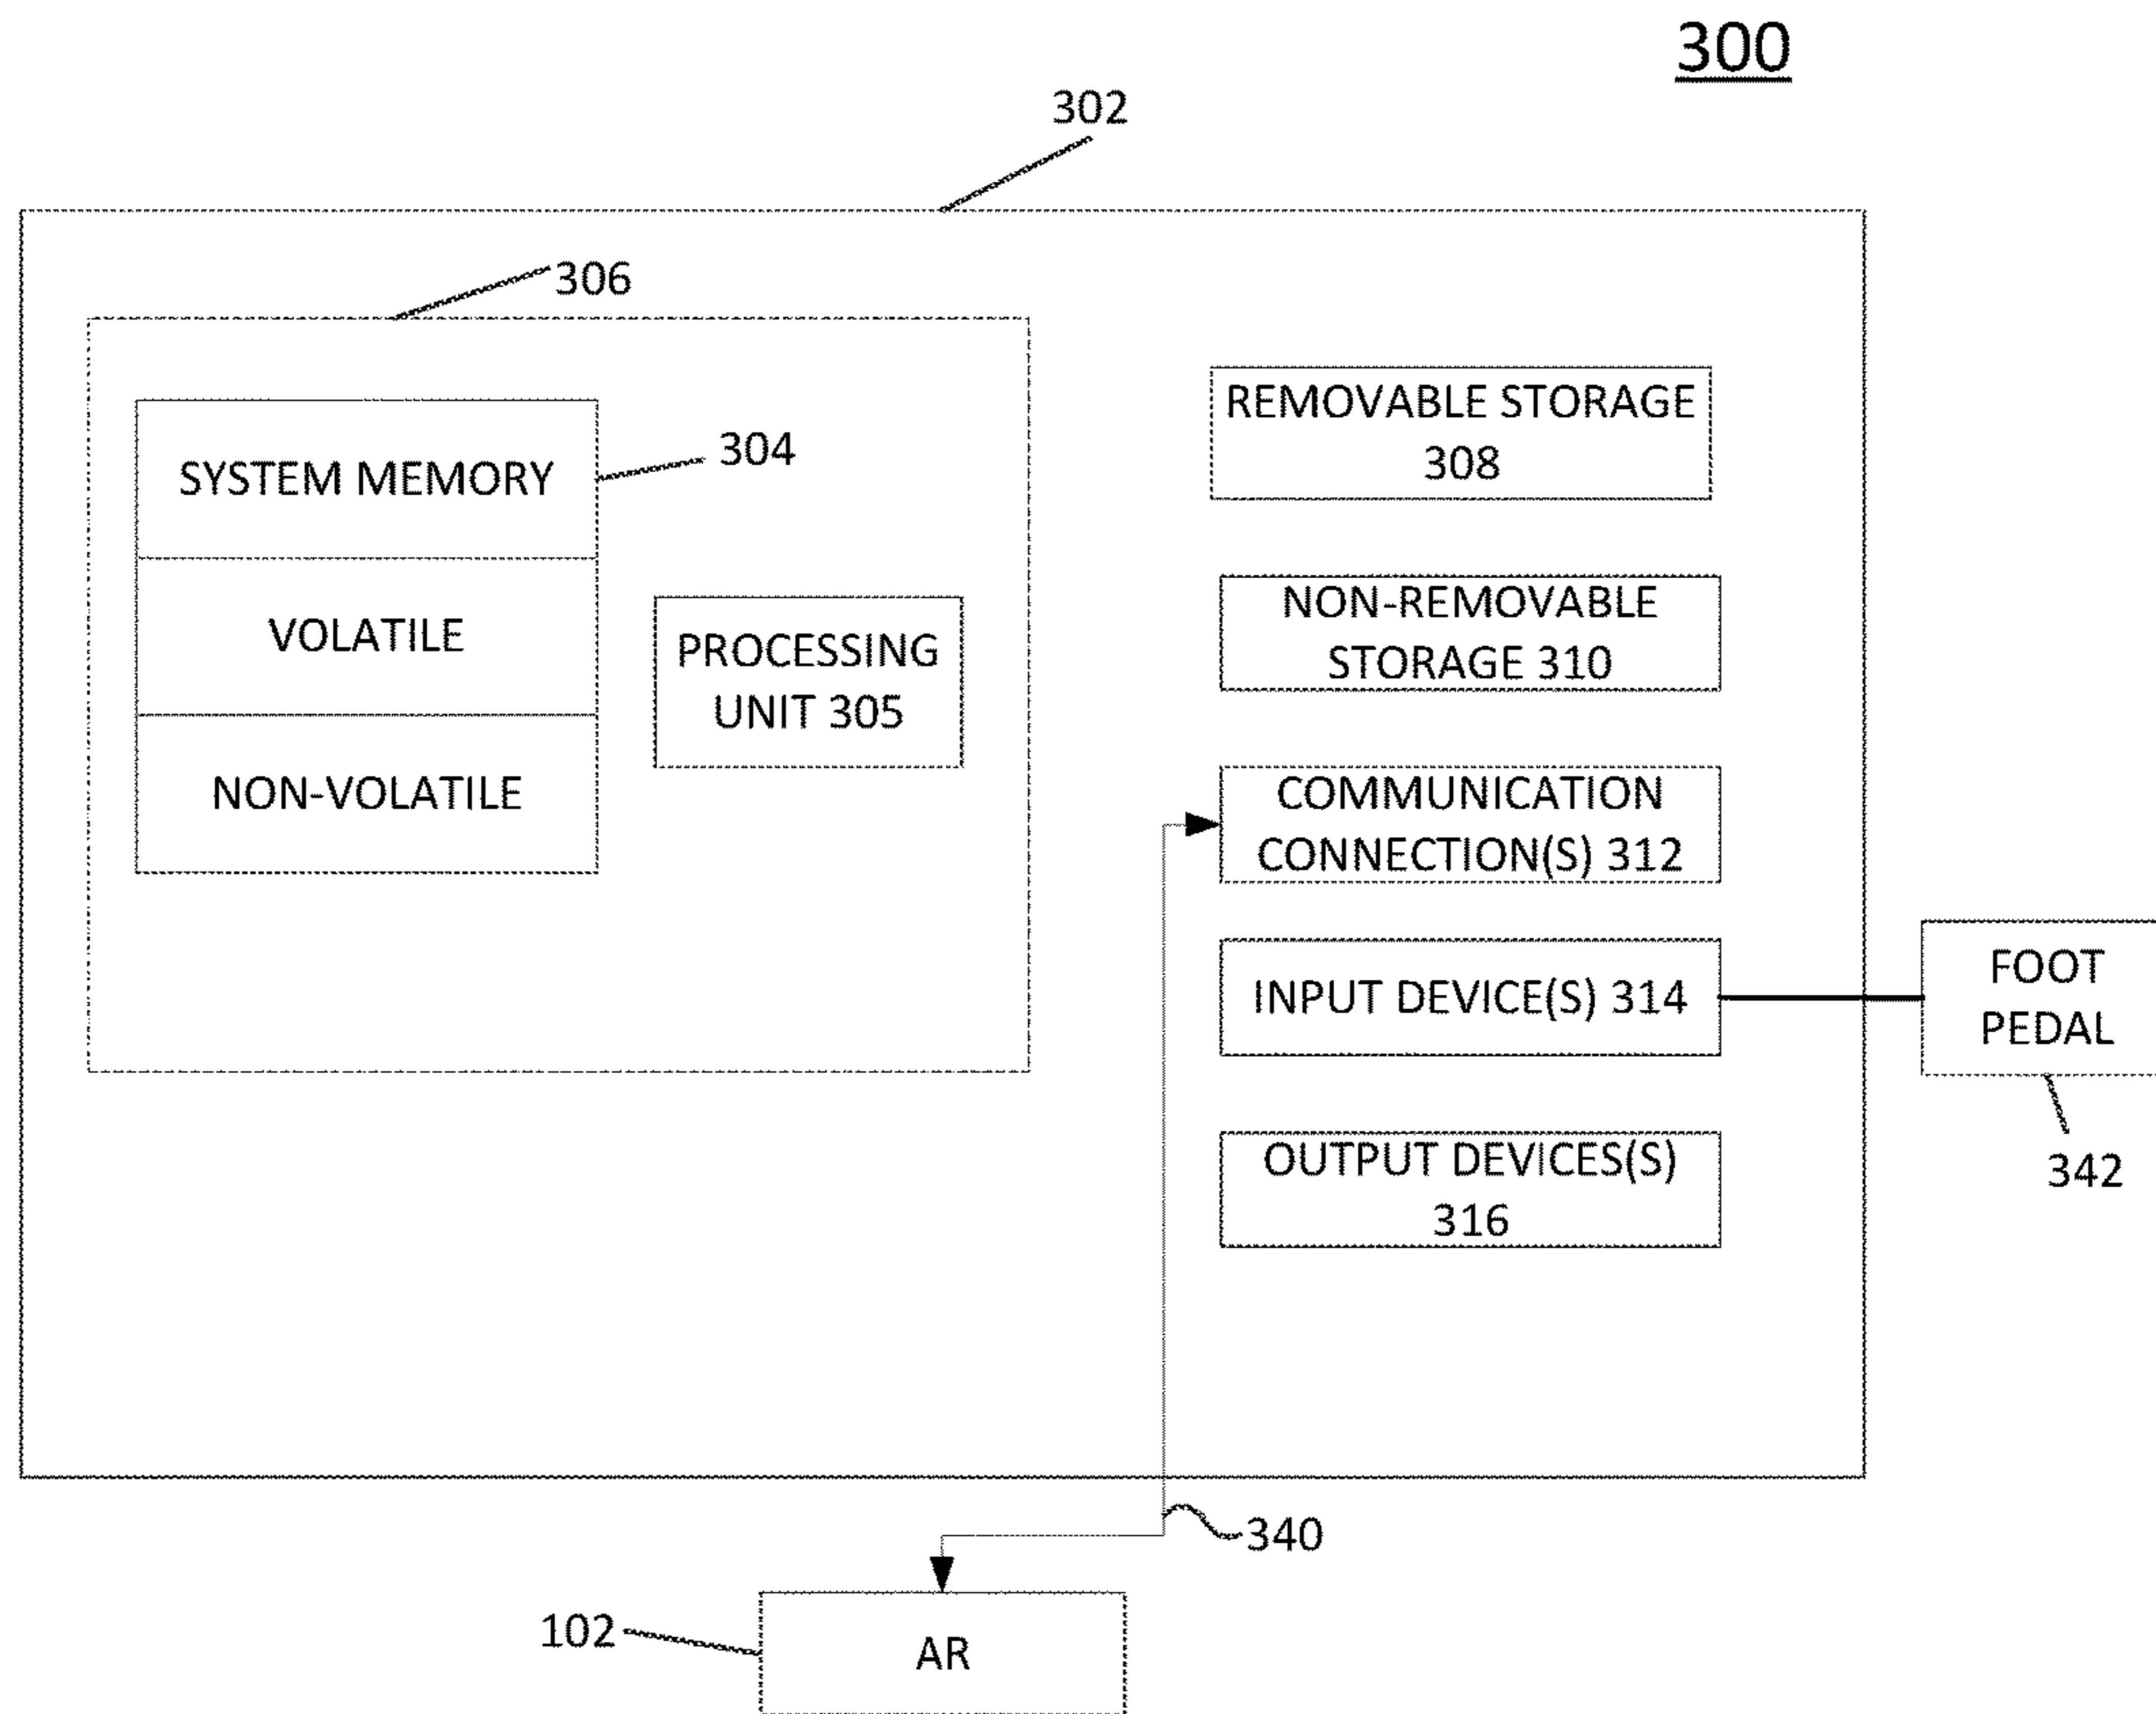 300
302
306
SYSTEM MEMORY
304
VOLATILE
NON-VOLATILE
PROCESSING
UNIT 305
REMOVABLE STORAGE
308
NON-REMOVABLE
STORAGE 310
COMMUNICATION
CONNECTION(S) 312
INPUT DEVICE(S) 314
OUTPUT DEVICES(S)
316
FOOT
PEDAL
342
340
102
AR